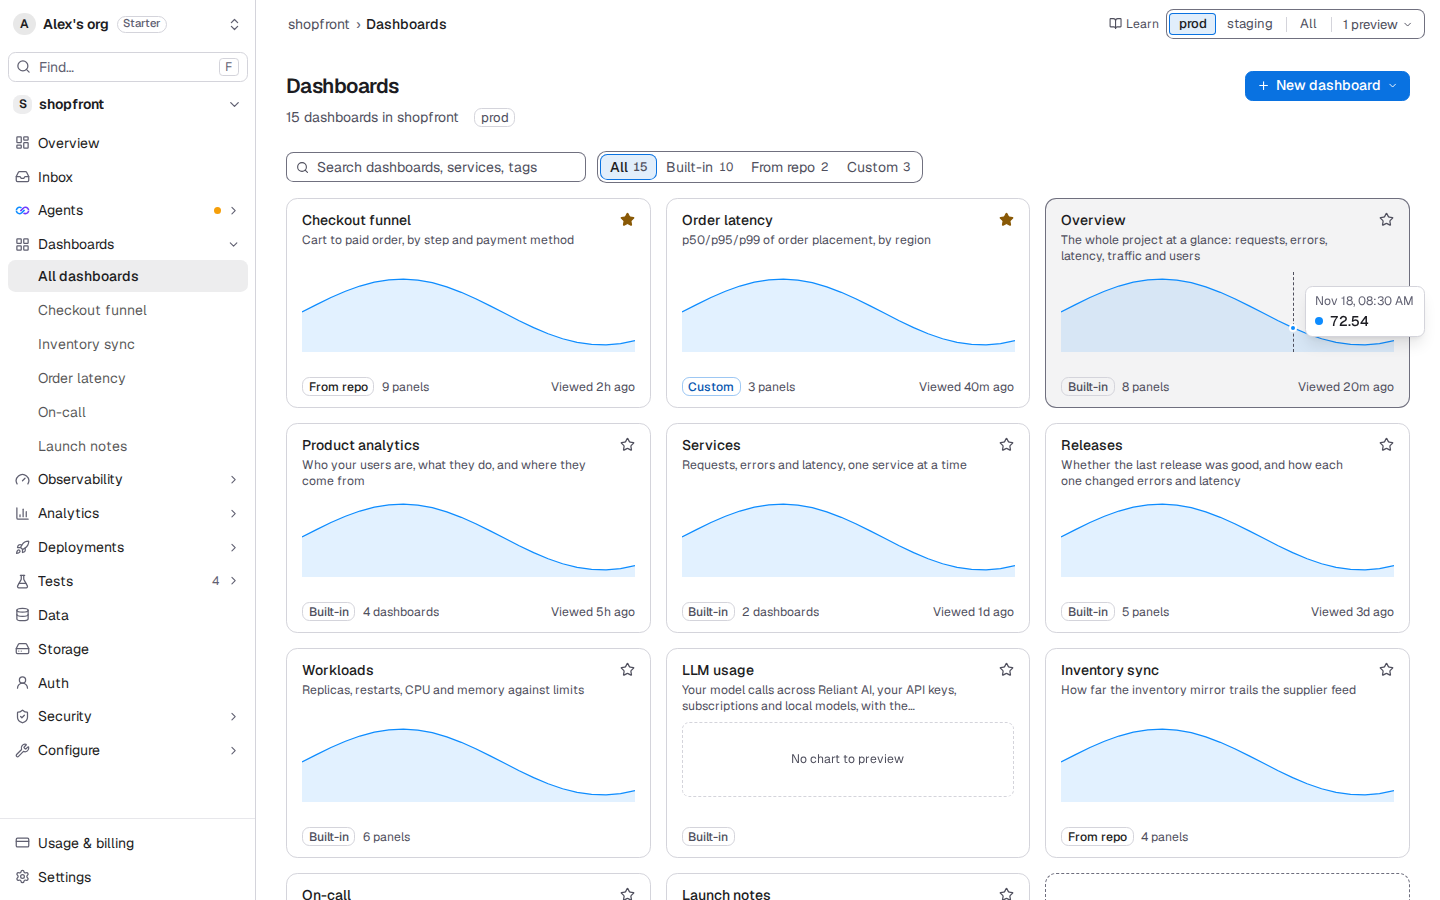 A Alex's org Starter
Find... F
S shopfront
Overview
Inbox
Agents
Dashboards
All dashboards
Checkout funnel
Inventory sync
Order latency
On-call
Launch notes
Observability
Analytics
Deployments
Tests 4
Data
Storage
Auth
Security
Configure
Usage & billing
Settings
shopfront › Dashboards
Learn prod staging All 1 preview
Dashboards
New dashboard
15 dashboards in shopfront prod
Search dashboards, services, tags
All 15 Built-in 10 From repo 2 Custom 3
Checkout funnel
Cart to paid order, by step and payment method
From repo 9 panels Viewed 2h ago
Order latency
p50/p95/p99 of order placement, by region
Custom 3 panels Viewed 40m ago
Overview
The whole project at a glance: requests, errors,
latency, traffic and users
Nov 18, 08:30 AM
72.54
Built-in 8 panels Viewed 20m ago
Product analytics
Who your users are, what they do, and where they
come from
Built-in 4 dashboards Viewed 5h ago
Services
Requests, errors and latency, one service at a time
Built-in 2 dashboards Viewed 1d ago
Releases
Whether the last release was good, and how each
one changed errors and latency
Built-in 5 panels Viewed 3d ago
Workloads
Replicas, restarts, CPU and memory against limits
Built-in 6 panels
LLM usage
Your model calls across Reliant AI, your API keys,
subscriptions and local models, with the...
No chart to preview
Built-in
Inventory sync
How far the inventory mirror trails the supplier feed
From repo 4 panels
On-call
Launch notes